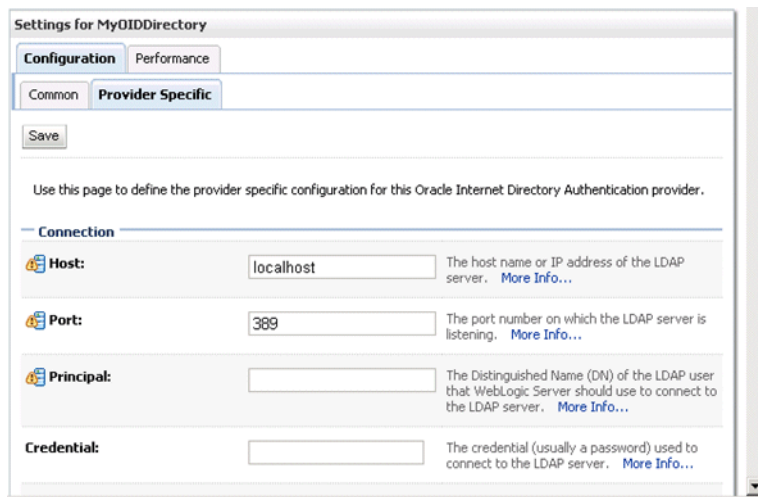 Settings for MyOIDDirectory
Configuration Performance
Common Provider Specific
Save
Use this page to define the provider specific configuration for this Oracle Internet Directory Authentication provider.
Connection
Host: localhost The host name or IP address of the LDAP
server. More Info...
Port: 389 The port number on which the LDAP server is
listening. More Info...
Principal: The Distinguished Name (DN) of the LDAP user
that WebLogic Server should use to connect to
the LDAP server. More Info...
Credential: The credential (usually a password) used to
connect to the LDAP server. More Info...